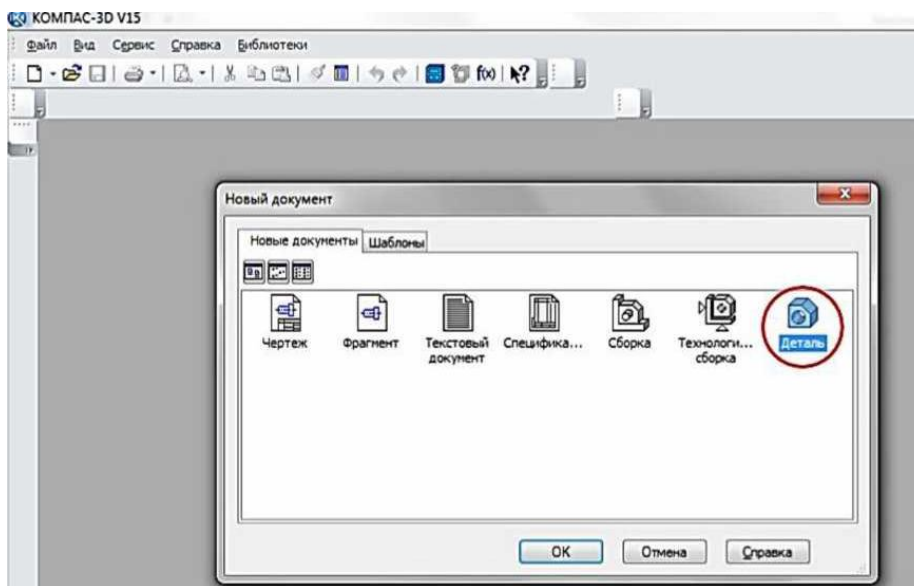 КОМПАС-3D V15
Файл Вид Сервис Справка Библиотеки
f(x)
Новый документ
Новые документы Шаблоны
Чертеж Фрагмент Текстовый документ Специфика... Сборка Технологи... сборка Деталь
OK Отмена Справка